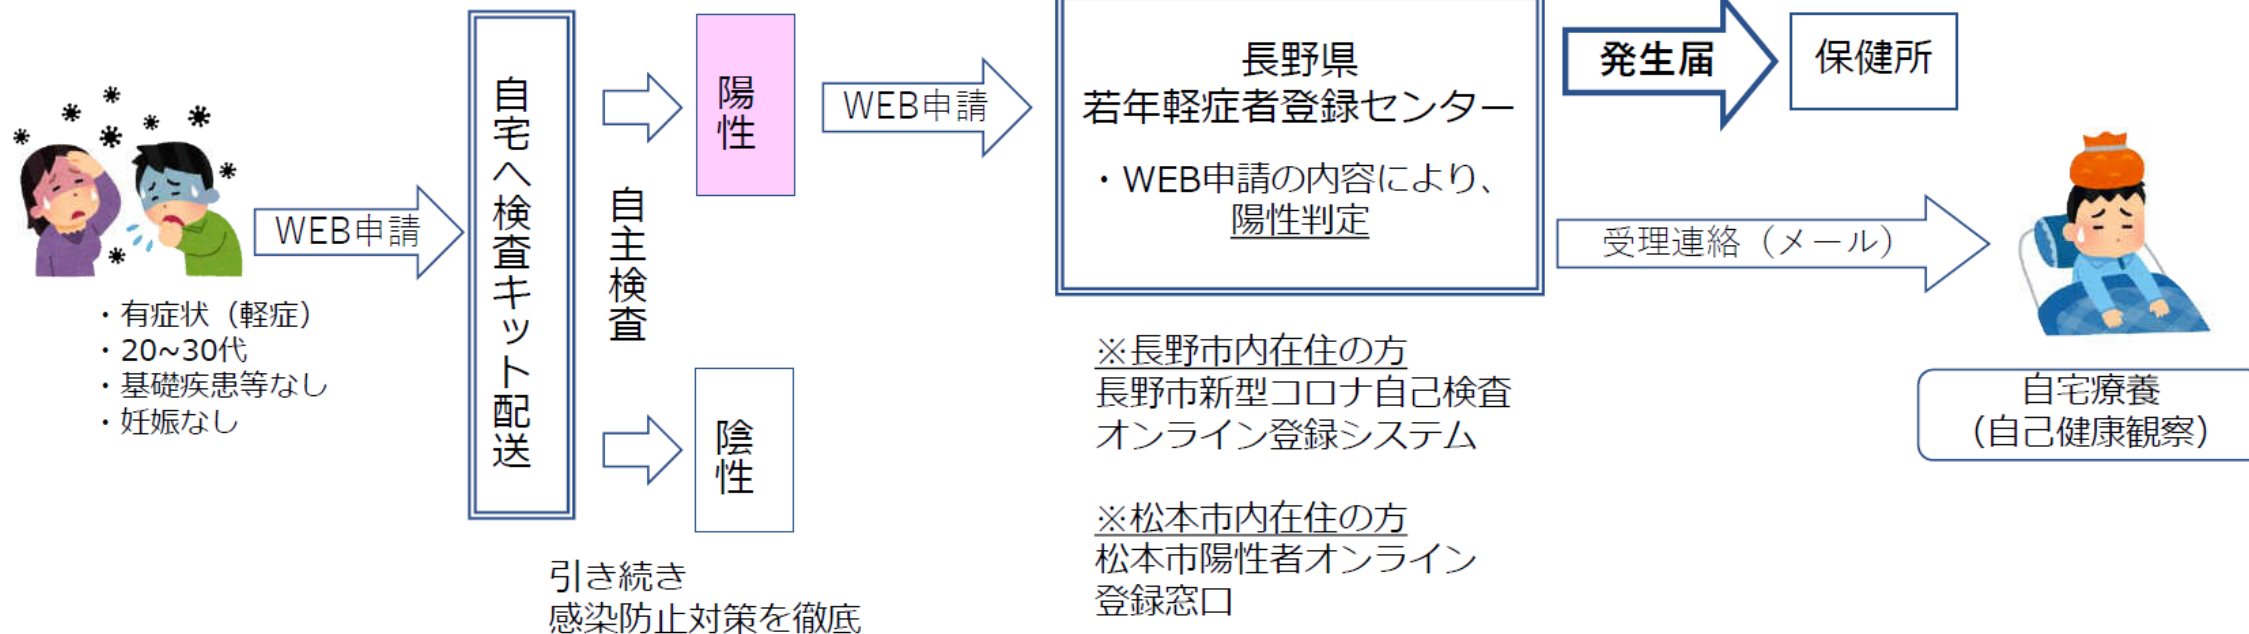 WEB申請
・有症状（軽症）
・20~30代
・基礎疾患等なし
・妊娠なし
自宅へ検査キット配送
自主検査
陽性
陰性
引き続き
感染防止対策を徹底
WEB申請
長野県
若年軽症者登録センター
・WEB申請の内容により、
陽性判定
※長野市内在住の方
長野市新型コロナ自己検査
オンライン登録システム
※松本市内在住の方
松本市陽性者オンライン
登録窓口
発生届
保健所
受理連絡（メール）
自宅療養
（自己健康観察）